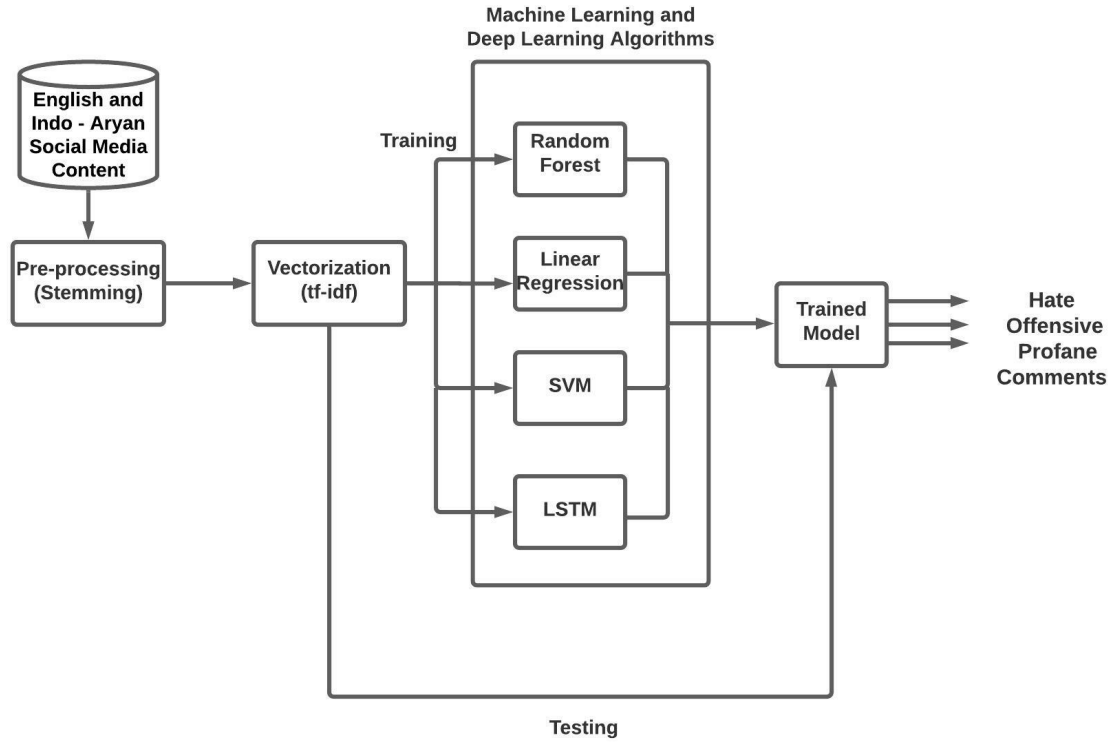 Machine Learning and
Deep Learning Algorithms
English and
Indo - Aryan
Social Media
Content
Training
Random
Forest
Pre-processing
(Stemming)
Vectorization
(tf-idf)
Linear
Regression
Trained
Model
Hate
Offensive
Profane
Comments
SVM
LSTM
Testing